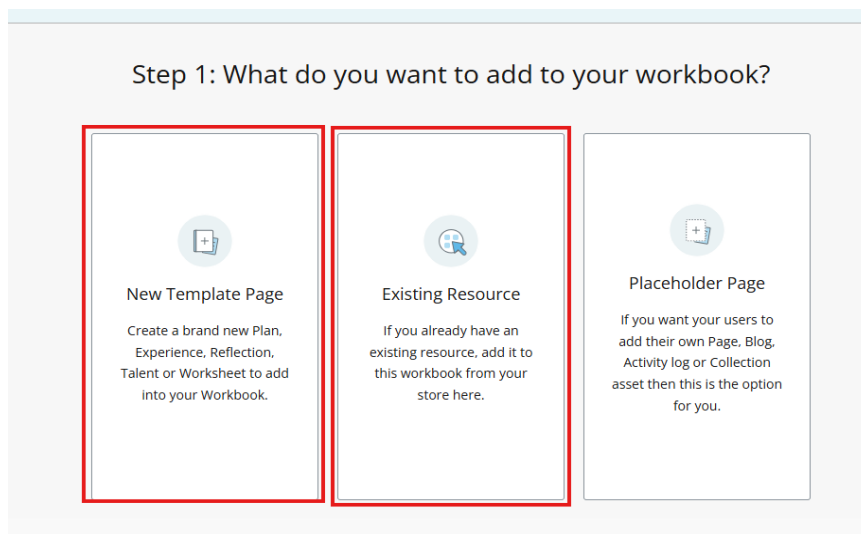 Step 1: What do you want to add to your workbook?
New Template Page
Create a brand new Plan,
Experience, Reflection,
Talent or Worksheet to add
into your Workbook.
Existing Resource
If you already have an
existing resource, add it to
this workbook from your
store here.
Placeholder Page
If you want your users to
add their own Page, Blog,
Activity log or Collection
asset then this is the option
for you.